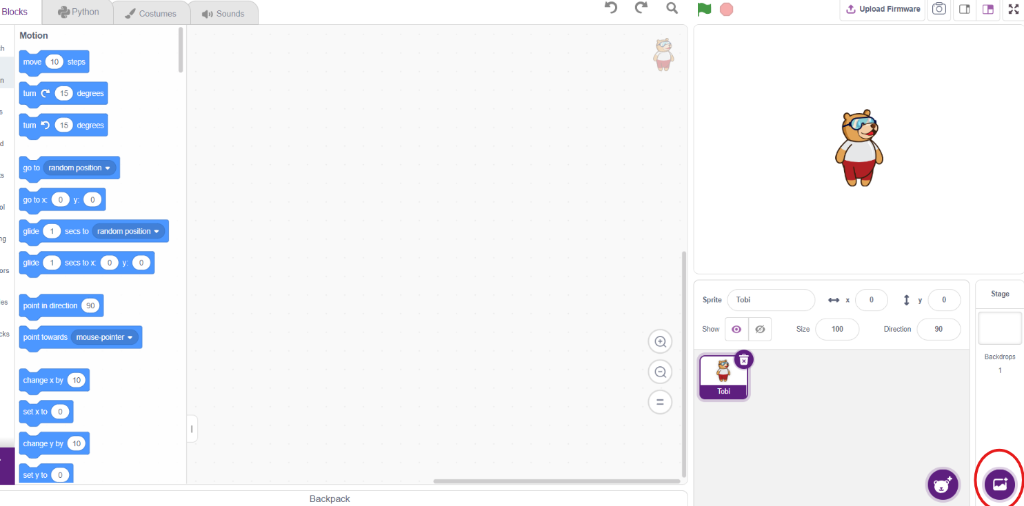 Blocks
Python
Costumes
Sounds
Upload Firmware
Motion
move 10 steps
turn 15 degrees
turn 15 degrees
go to random position
go to x: 0 y: 0
glide 1 secs to random position
glide 1 secs to x: 0 y: 0
point in direction 90
point towards mouse-pointer
change x by 10
set x to 0
change y by 10
set y to 0
Backpack
Sprite Tobi x 0 y 0
Show Size 100 Direction 90
Tobi
Stage
Backdrops
1